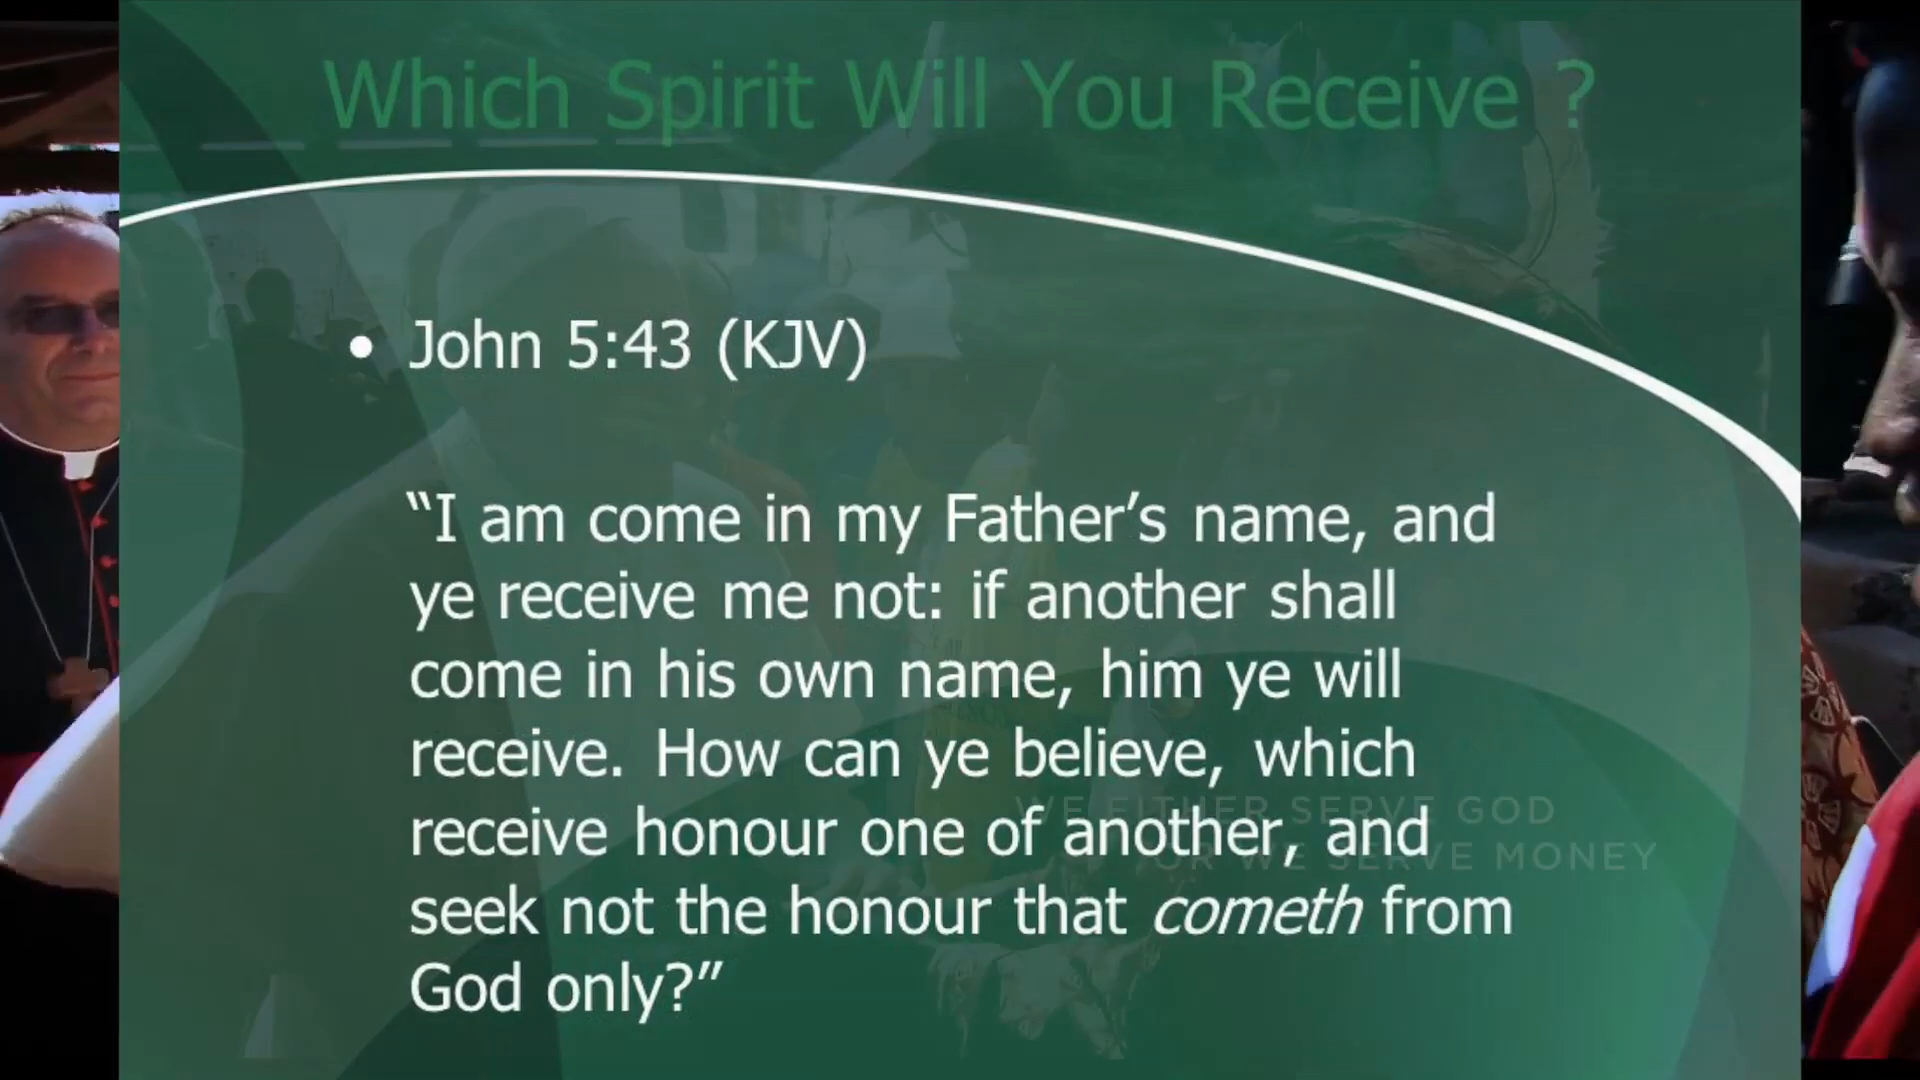 Which Spirit Will You Receive ?
• John 5:43 (KJV)
“I am come in my Father’s name, and
ye receive me not: if another shall
come in his own name, him ye will
receive. How can ye believe, which
receive honour one of another, and
seek not the honour that cometh from
God only?”
WE EITHER SERVE GOD
OR WE SERVE MONEY